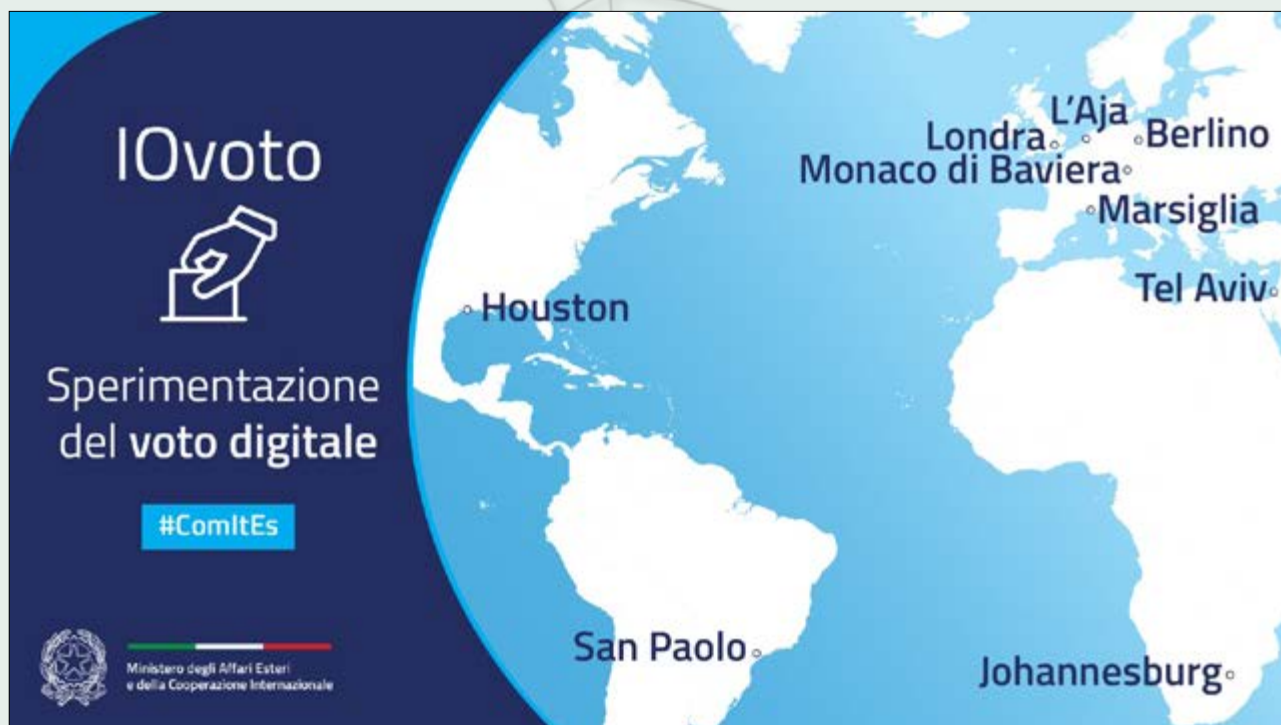 IOvoto
Sperimentazione
del voto digitale
#ComItEs
Ministero degli Affari Esteri
e della Cooperazione Internazionale
L'Aja
Londra
Berlino
Monaco di Baviera
Marsiglia
Tel Aviv
Houston
San Paolo
Johannesburg